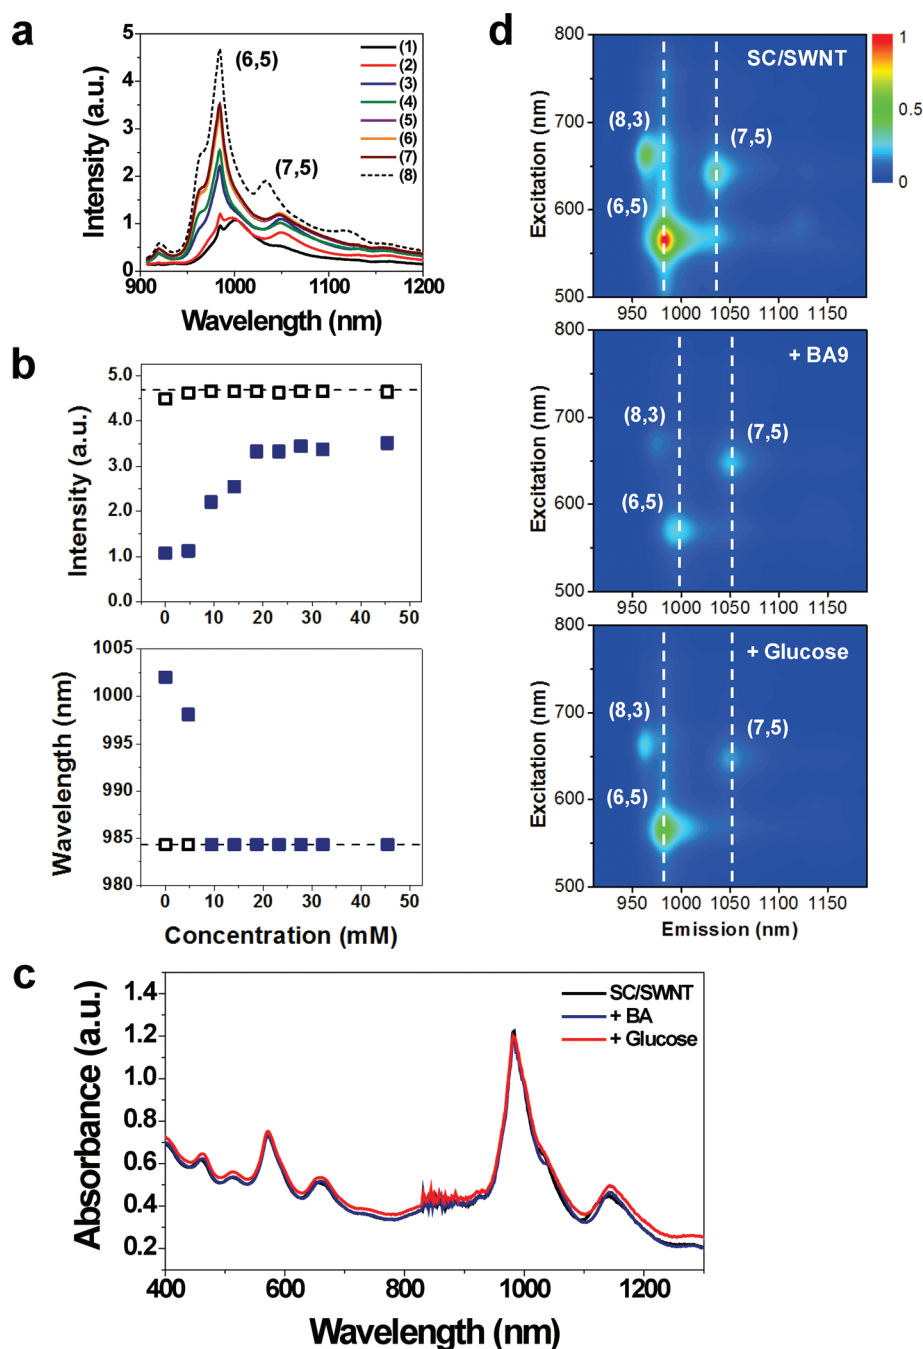 a
Intensity (a.u.)
5
4
3
2
1
0
900
1000
1100
1200
Wavelength (nm)
(6,5)
(7,5)
(1)
(2)
(3)
(4)
(5)
(6)
(7)
(8)
b
Intensity (a.u.)
5.0
3.0
1.0
0.0
0 10 20 30 40 50
Wavelength (nm)
1005
1000
995
990
985
980
0 10 20 30 40 50
Concentration (mM)
c
Absorbance (a.u.)
1.4
1.2
1.0
0.8
0.6
0.4
0.2
400 600 800 1000 1200
Wavelength (nm)
SC/SWNT
+ BA
+ Glucose
d
Excitation (nm)
800
700
600
500
SC/SWNT
(8,3)
(7,5)
(6,5)
950 1000 1050 1100 1150
1
0.5
0
Excitation (nm)
800
700
600
500
+ BA9
(8,3)
(7,5)
(6,5)
950 1000 1050 1100 1150
Excitation (nm)
800
700
600
500
+ Glucose
(8,3)
(7,5)
(6,5)
950 1000 1050 1100 1150
Emission (nm)